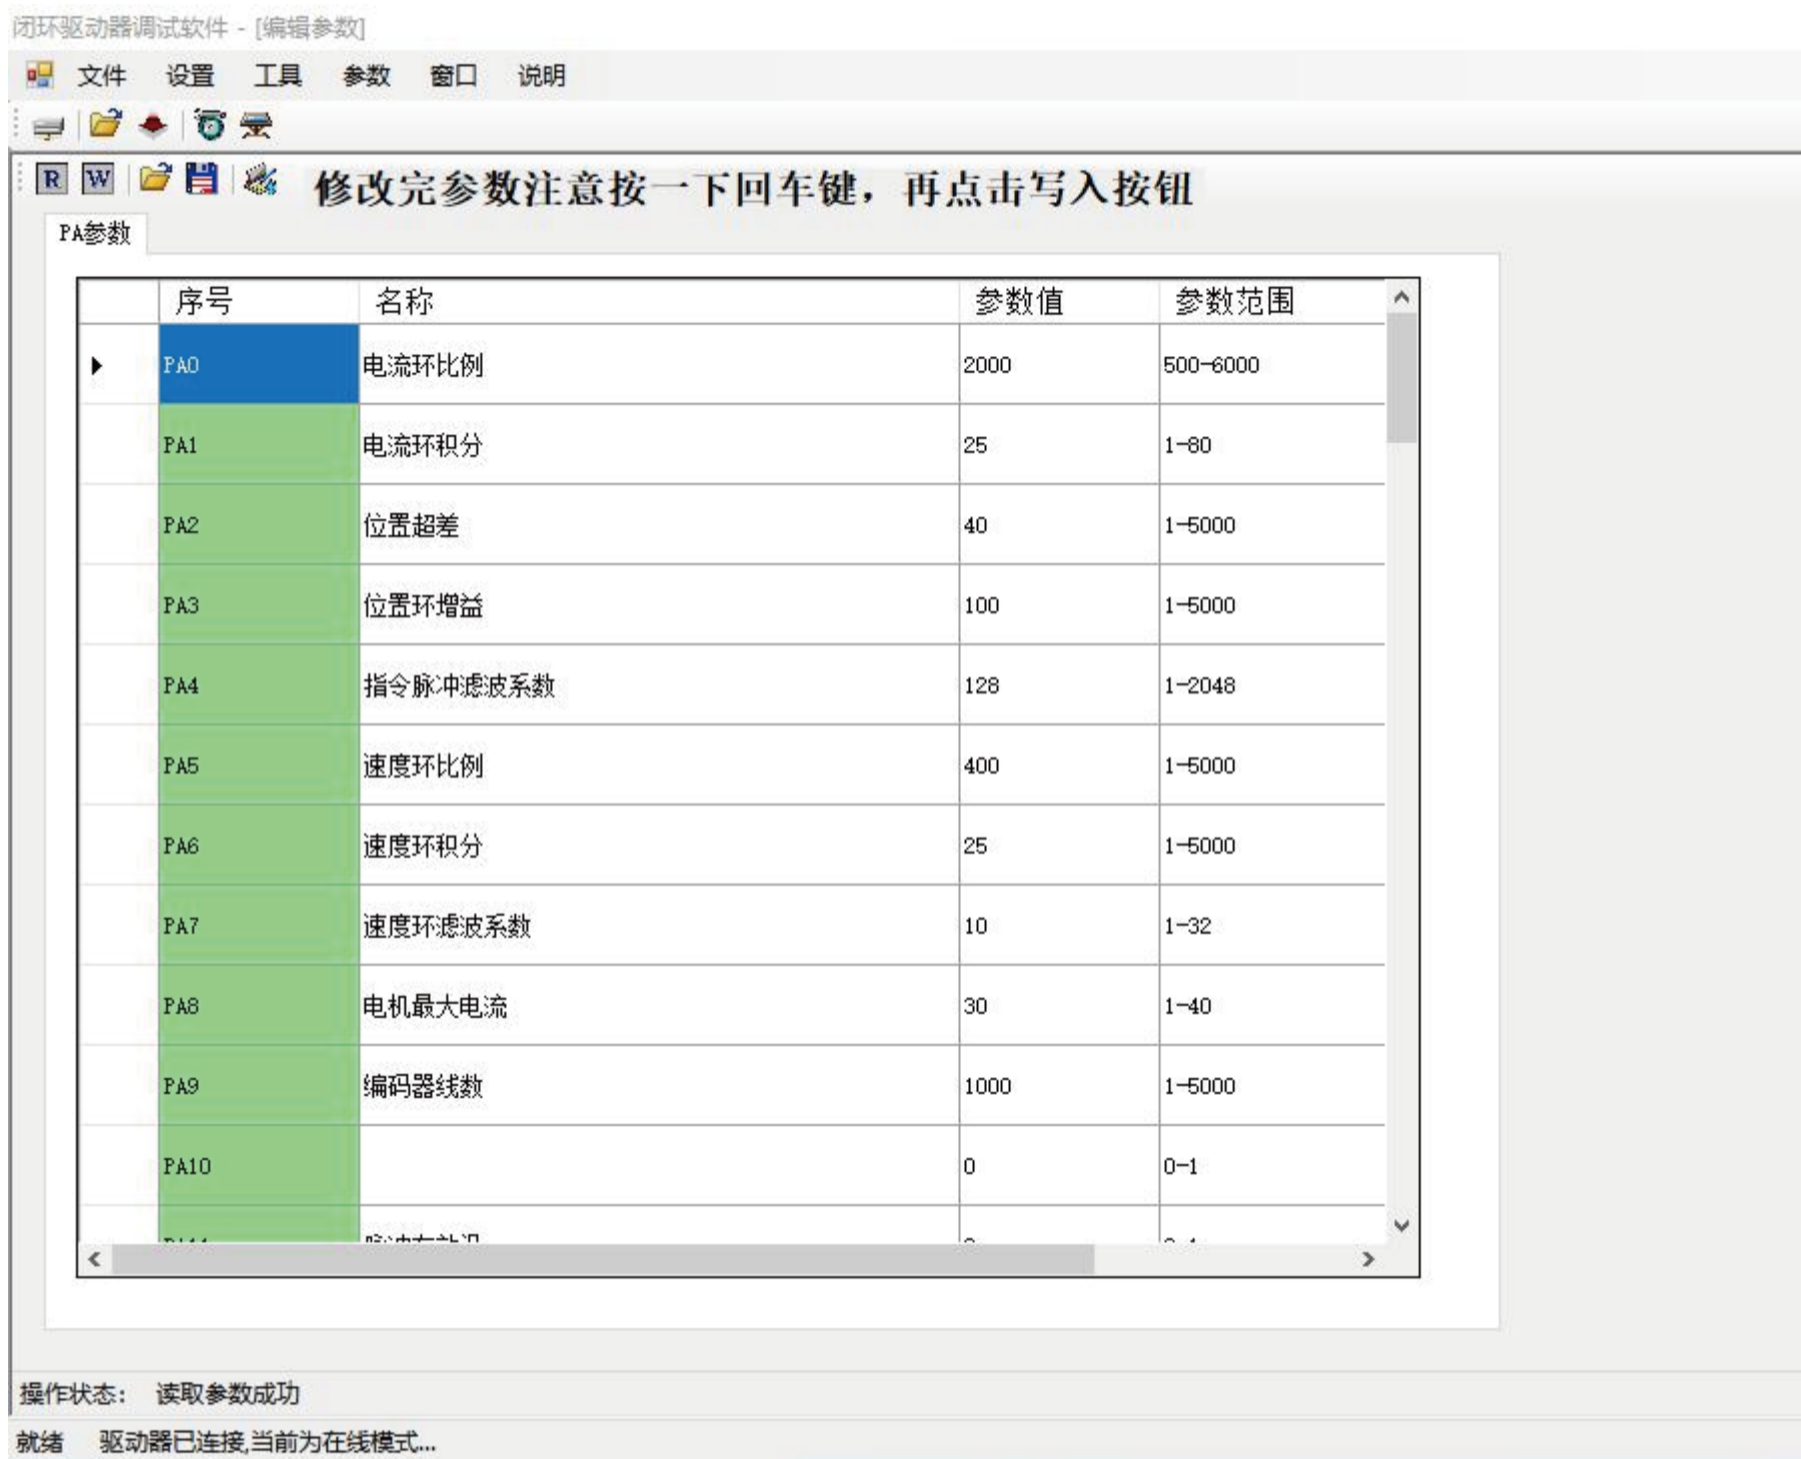 闭环驱动器调试软件 - [编辑参数]
文件 设置 工具 参数 窗口 说明
R W 修改完参数注意按一下回车键，再点击写入按钮
PA参数
序号 名称 参数值 参数范围
PA0 电流环比例 2000 500-6000
PA1 电流环积分 25 1-80
PA2 位置超差 40 1-5000
PA3 位置环增益 100 1-5000
PA4 指令脉冲滤波系数 128 1-2048
PA5 速度环比例 400 1-5000
PA6 速度环积分 25 1-5000
PA7 速度环滤波系数 10 1-32
PA8 电机最大电流 30 1-40
PA9 编码器线数 1000 1-5000
PA10 0 0-1
操作状态： 读取参数成功
就绪 驱动器已连接,当前为在线模式...